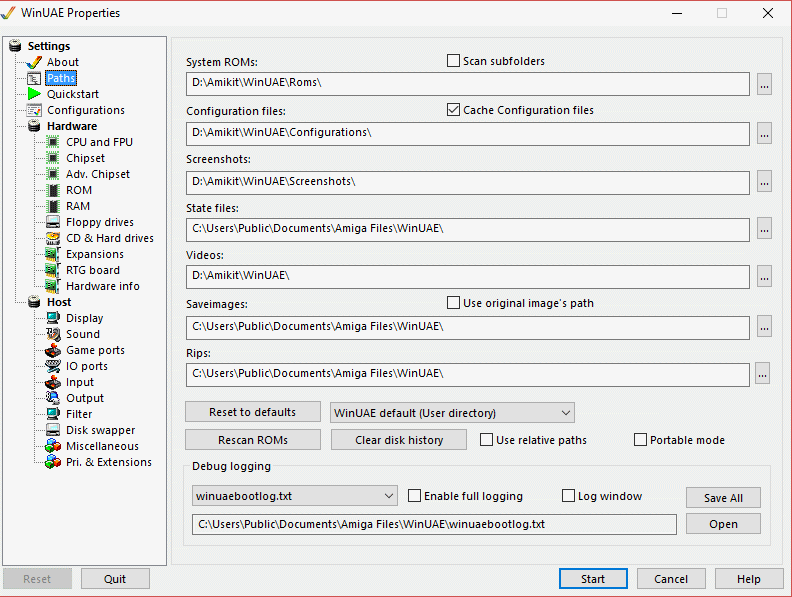 WinUAE Properties
Settings
About
Paths
Quickstart
Configurations
Hardware
CPU and FPU
Chipset
Adv. Chipset
ROM
RAM
Floppy drives
CD & Hard drives
Expansions
RTG board
Hardware info
Host
Display
Sound
Game ports
IO ports
Input
Output
Filter
Disk swapper
Miscellaneous
Pri. & Extensions
System ROMs: Scan subfolders
D:\Amikit\WinUAE\Roms\ ...
Configuration files: Cache Configuration files
D:\Amikit\WinUAE\Configurations\ ...
Screenshots:
D:\Amikit\WinUAE\Screenshots\ ...
State files:
C:\Users\Public\Documents\Amiga Files\WinUAE\ ...
Videos:
D:\Amikit\WinUAE\ ...
Saveimages: Use original image's path
C:\Users\Public\Documents\Amiga Files\WinUAE\ ...
Rips:
C:\Users\Public\Documents\Amiga Files\WinUAE\ ...
Reset to defaults WinUAE default (User directory)
Rescan ROMs Clear disk history Use relative paths Portable mode
Debug logging
winuaebootlog.txt Enable full logging Log window Save All
C:\Users\Public\Documents\Amiga Files\WinUAE\winuaebootlog.txt Open
Reset Quit Start Cancel Help